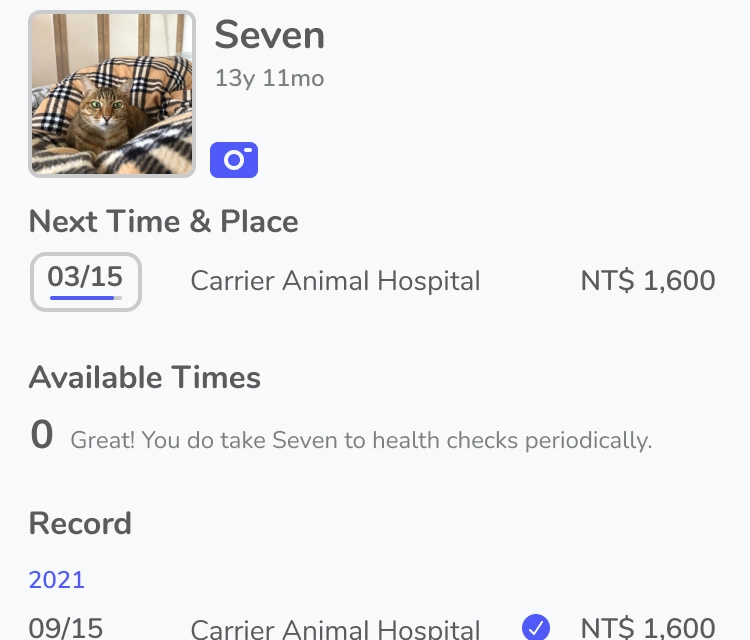 Seven
13y 11mo
Next Time & Place
03/15 Carrier Animal Hospital NT$ 1,600
Available Times
0 Great! You do take Seven to health checks periodically.
Record
2021
09/15 Carrier Animal Hospital NT$ 1,600